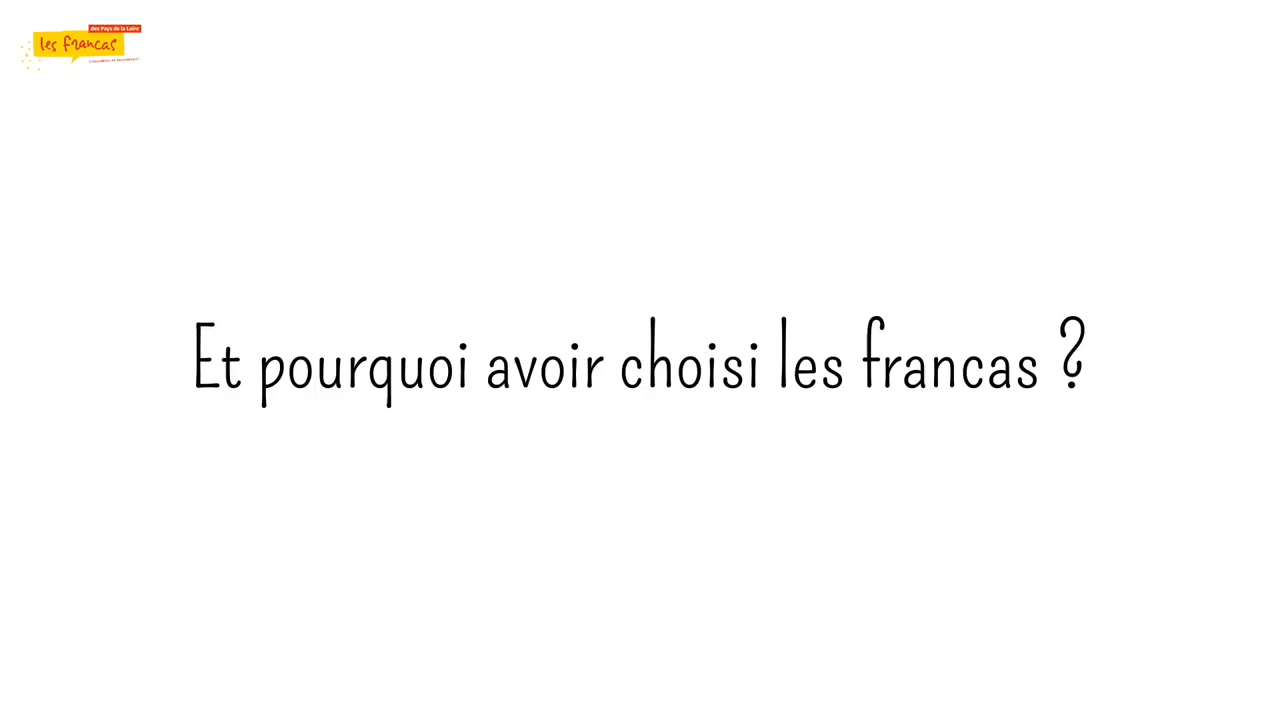 des Pays de la Loire
les francas
Et pourquoi avoir choisi les francas ?